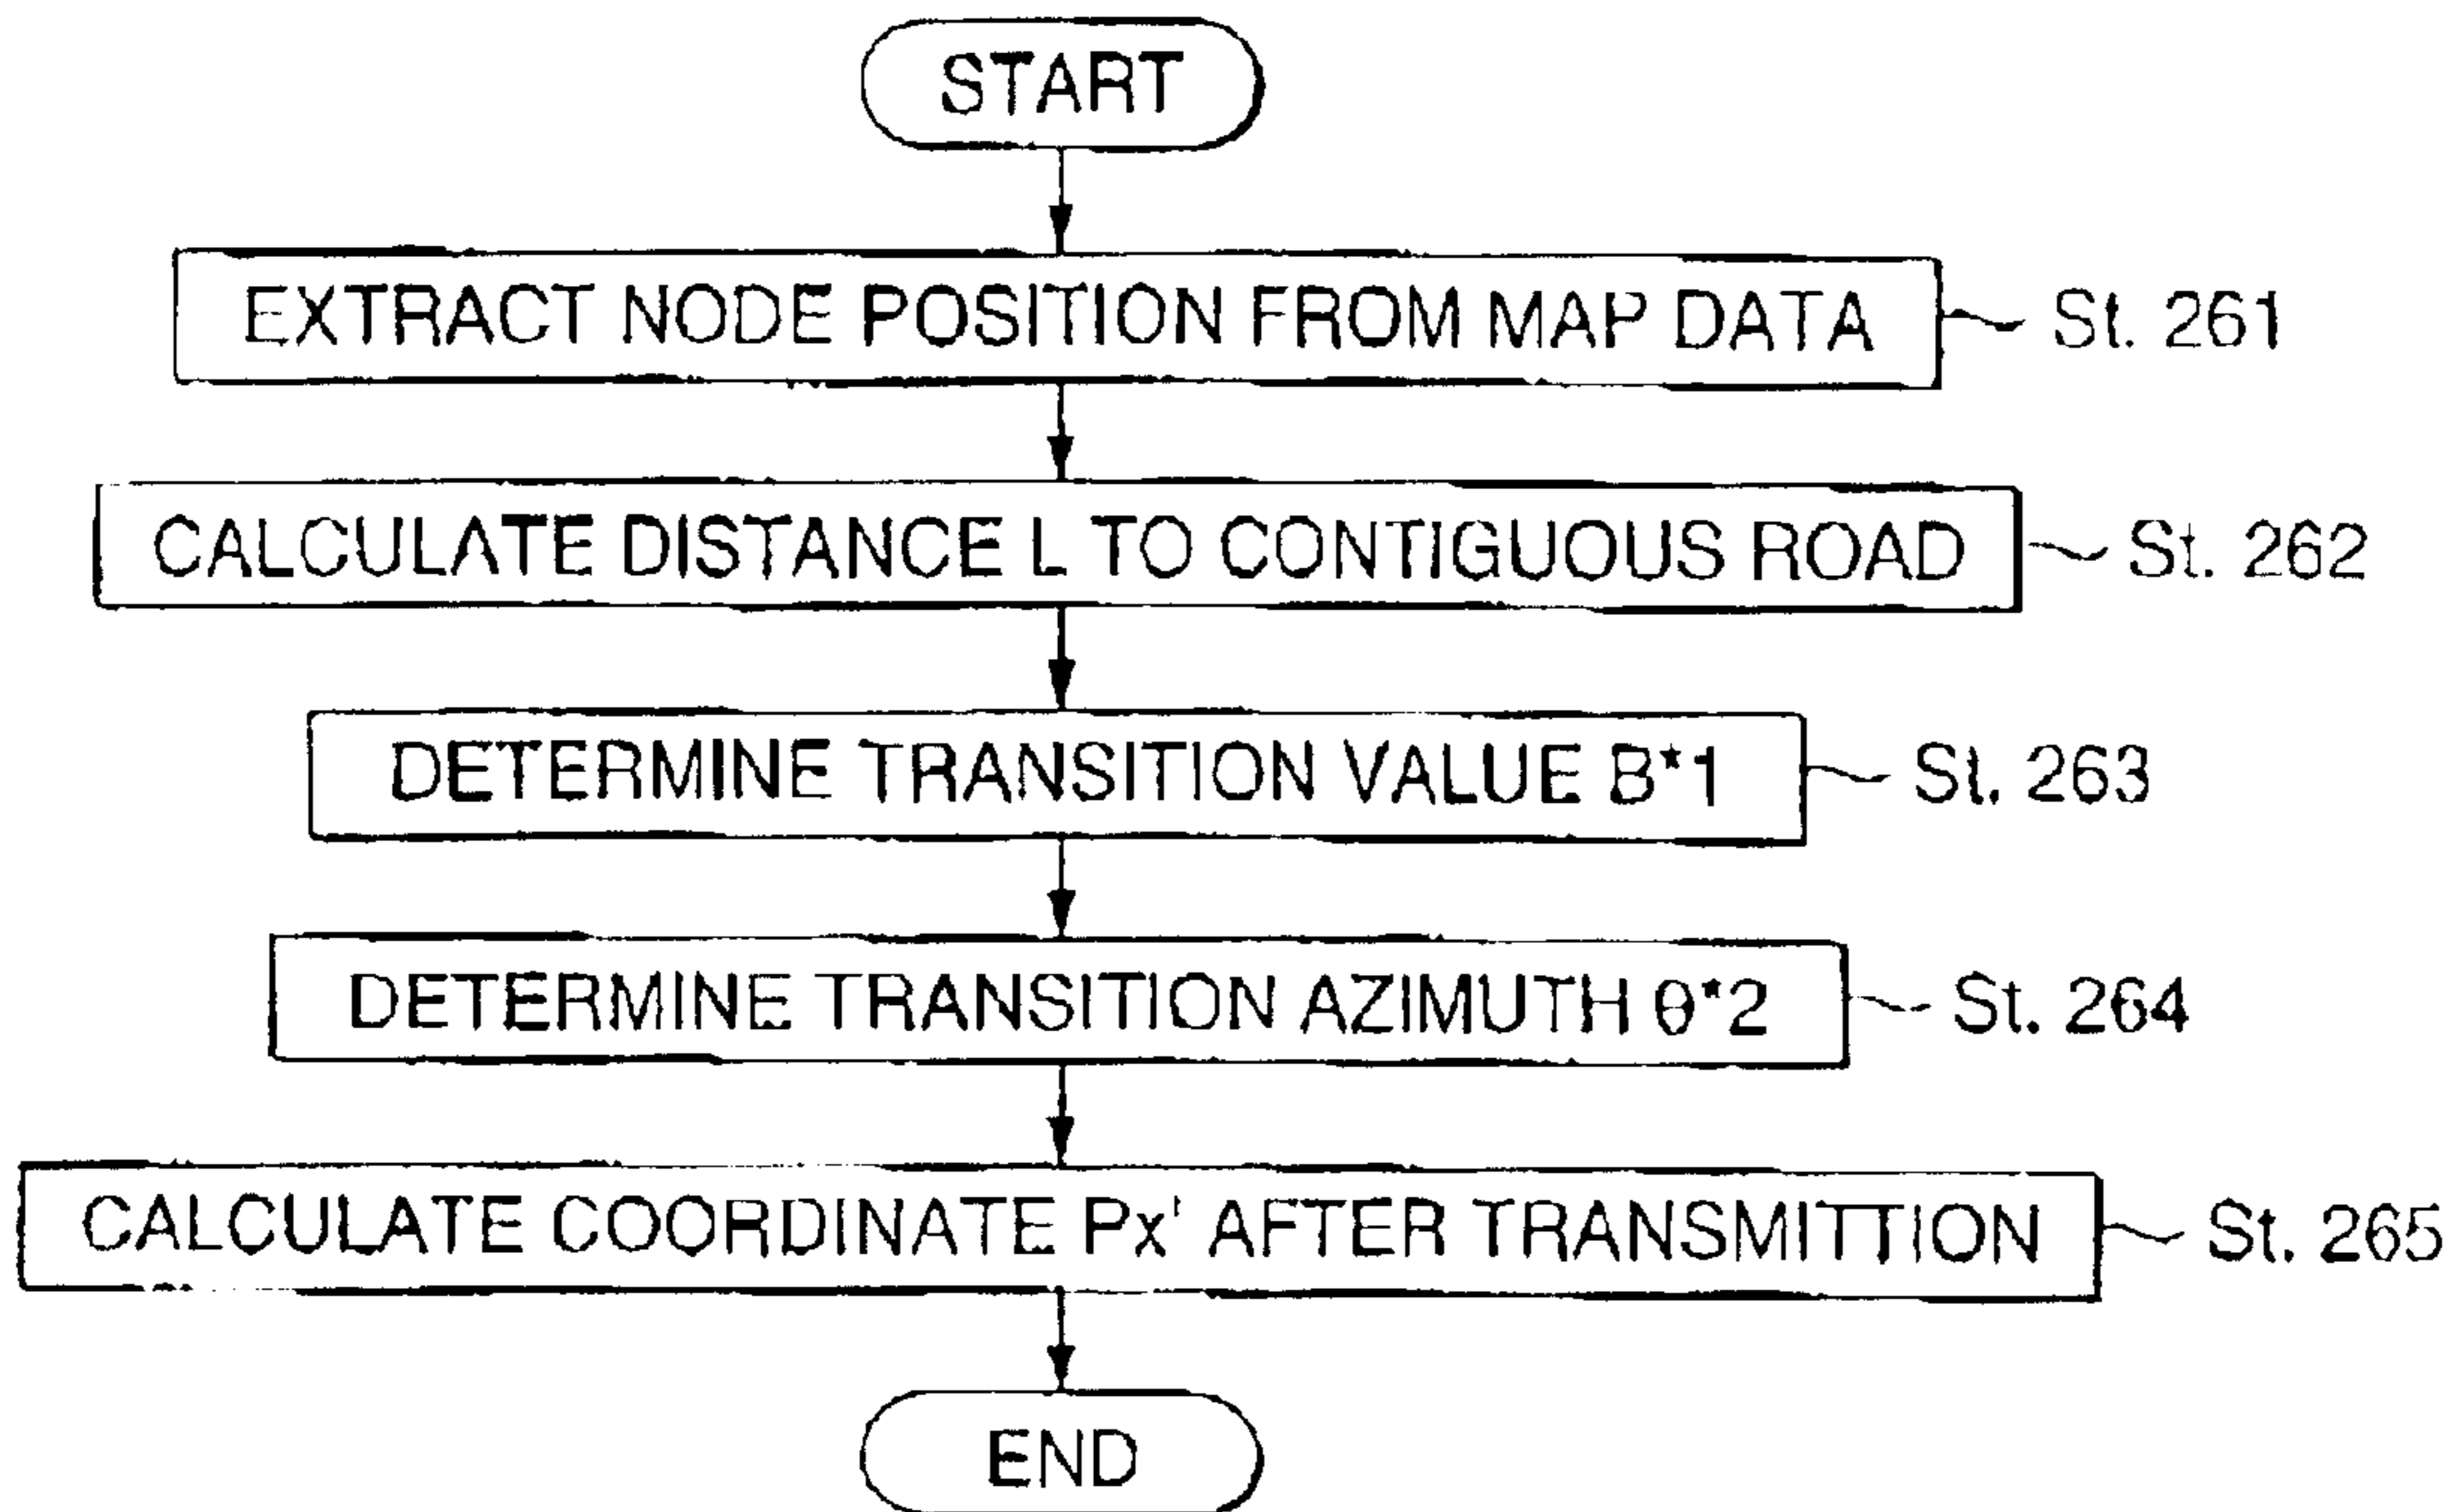 START
EXTRACT NODE POSITION FROM MAP DATA
St. 261
CALCULATE DISTANCE L TO CONTIGUOUS ROAD
St. 262
DETERMINE TRANSITION VALUE B*1
St. 263
DETERMINE TRANSITION AZIMUTH θ*2
St. 264
CALCULATE COORDINATE Px' AFTER TRANSMITTION
St. 265
END